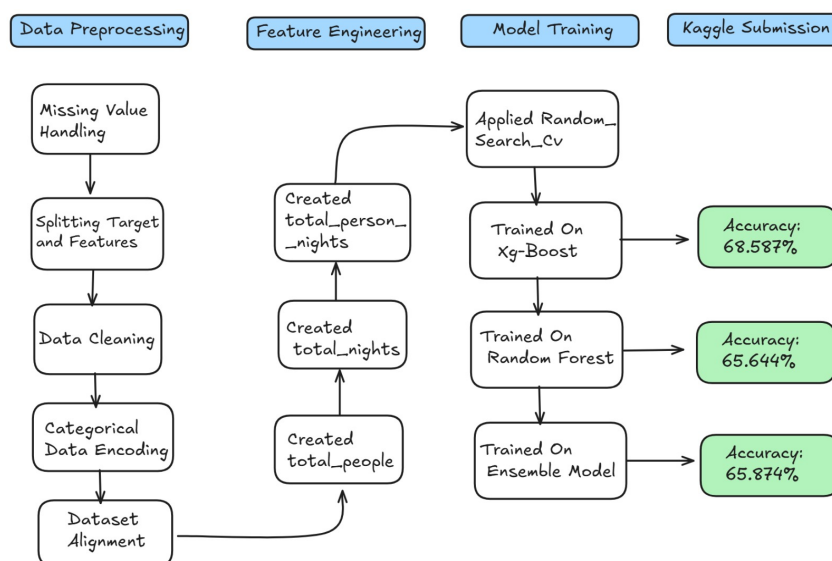 Data Preprocessing
Feature Engineering
Model Training
Kaggle Submission
Missing Value
Handling
Splitting Target
and Features
Data Cleaning
Categorical
Data Encoding
Dataset
Alignment
Created
total_person_
_nights
Created
total_nights
Created
total_people
Applied Random_
Search_Cv
Trained On
Xg-Boost
Trained On
Random Forest
Trained On
Ensemble Model
Accuracy:
68.587%
Accuracy:
65.644%
Accuracy:
65.874%